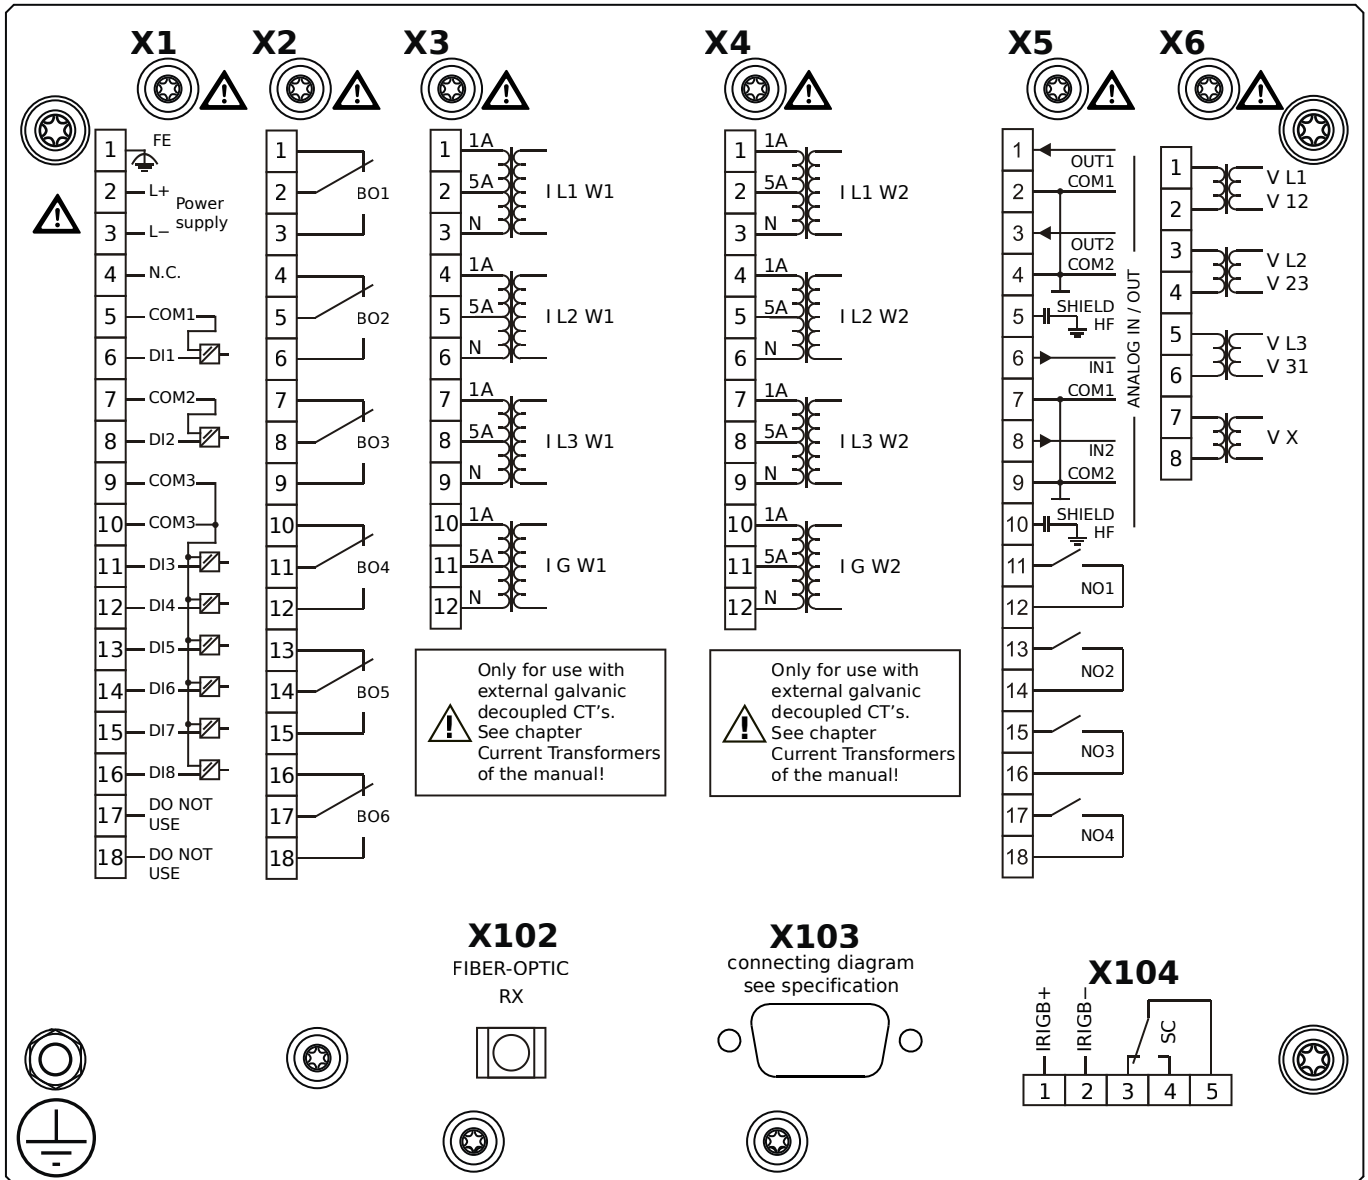 X1
X2
X3
X4
X5
X6
1 FE
2 L+
Power
supply
3 L−
4 N.C.
5 COM1
6 DI1
7 COM2
8 DI2
9 COM3
10 COM3
11 DI3
12 DI4
13 DI5
14 DI6
15 DI7
16 DI8
17 DO NOT
USE
18 DO NOT
USE
1
2 BO1
3
4
5 BO2
6
7
8 BO3
9
10
11 BO4
12
13
14 BO5
15
16
17 BO6
18
1 1A
2 5A I L1 W1
3 N
4 1A
5 5A I L2 W1
6 N
7 1A
8 5A I L3 W1
9 N
10 1A
11 5A I G W1
12 N
Only for use with
external galvanic
decoupled CT's.
See chapter
Current Transformers
of the manual!
1 1A
2 5A I L1 W2
3 N
4 1A
5 5A I L2 W2
6 N
7 1A
8 5A I L3 W2
9 N
10 1A
11 5A I G W2
12 N
Only for use with
external galvanic
decoupled CT's.
See chapter
Current Transformers
of the manual!
1 OUT1
2 COM1
3 OUT2
4 COM2
5 SHIELD
HF
6 IN1
7 COM1
8 IN2
9 COM2
10 SHIELD
HF
ANALOG IN / OUT
11
NO1
12
13
NO2
14
15
NO3
16
17
NO4
18
1 V L1
2 V 12
3 V L2
4 V 23
5 V L3
6 V 31
7 V X
8
X102
FIBER-OPTIC
RX
X103
connecting diagram
see specification
X104
IRIGB+
IRIGB−
SC
1 2 3 4 5